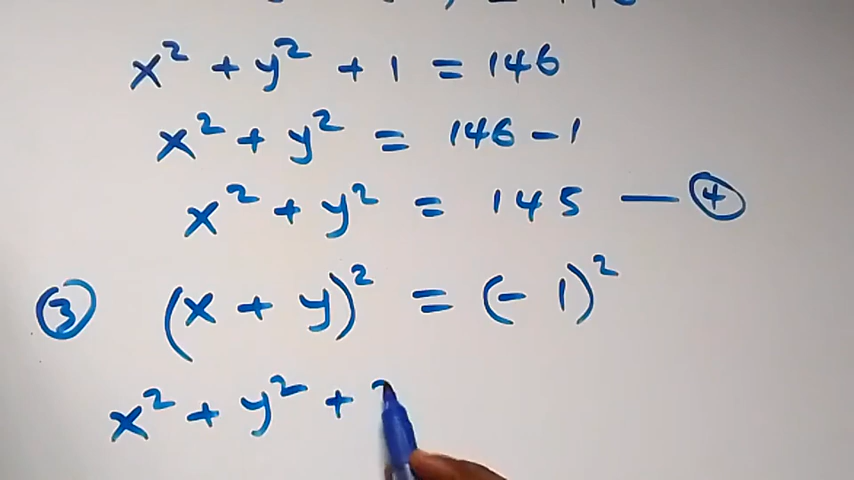 x² + y² + 1 = 146
x² + y² = 146 - 1
x² + y² = 145 — ④
③ (x + y)² = (- 1)²
x² + y² +